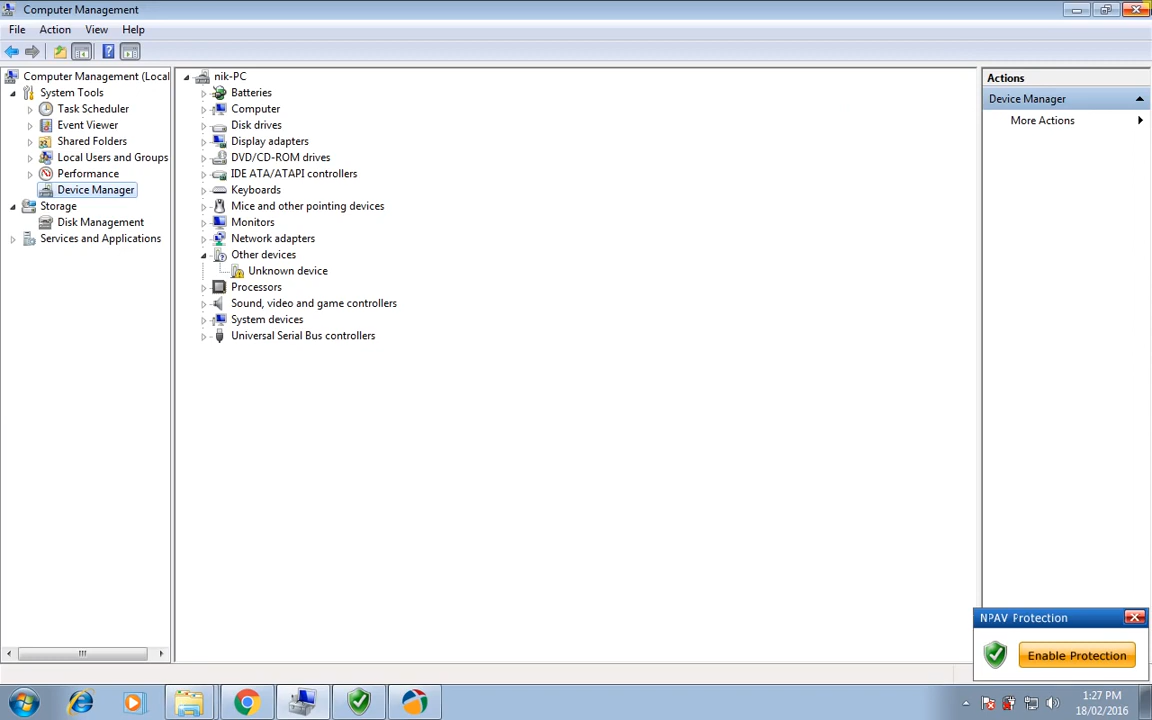 Computer Management
File Action View Help
Computer Management (Local
System Tools
Task Scheduler
Event Viewer
Shared Folders
Local Users and Groups
Performance
Device Manager
Storage
Disk Management
Services and Applications
nik-PC
Batteries
Computer
Disk drives
Display adapters
DVD/CD-ROM drives
IDE ATA/ATAPI controllers
Keyboards
Mice and other pointing devices
Monitors
Network adapters
Other devices
Unknown device
Processors
Sound, video and game controllers
System devices
Universal Serial Bus controllers
Actions
Device Manager
More Actions
NPAV Protection
Enable Protection
1:27 PM
18/02/2016